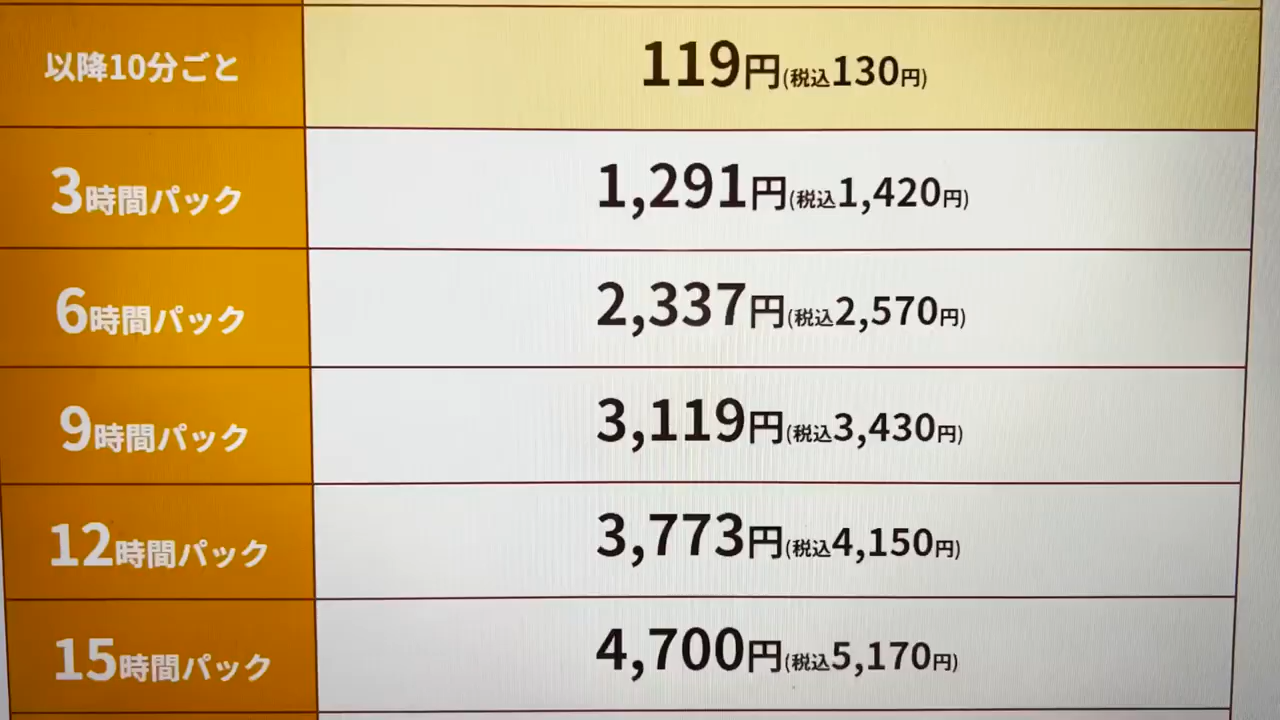 以降10分ごと 119円(税込130円)
3時間パック 1,291円(税込1,420円)
6時間パック 2,337円(税込2,570円)
9時間パック 3,119円(税込3,430円)
12時間パック 3,773円(税込4,150円)
15時間パック 4,700円(税込5,170円)